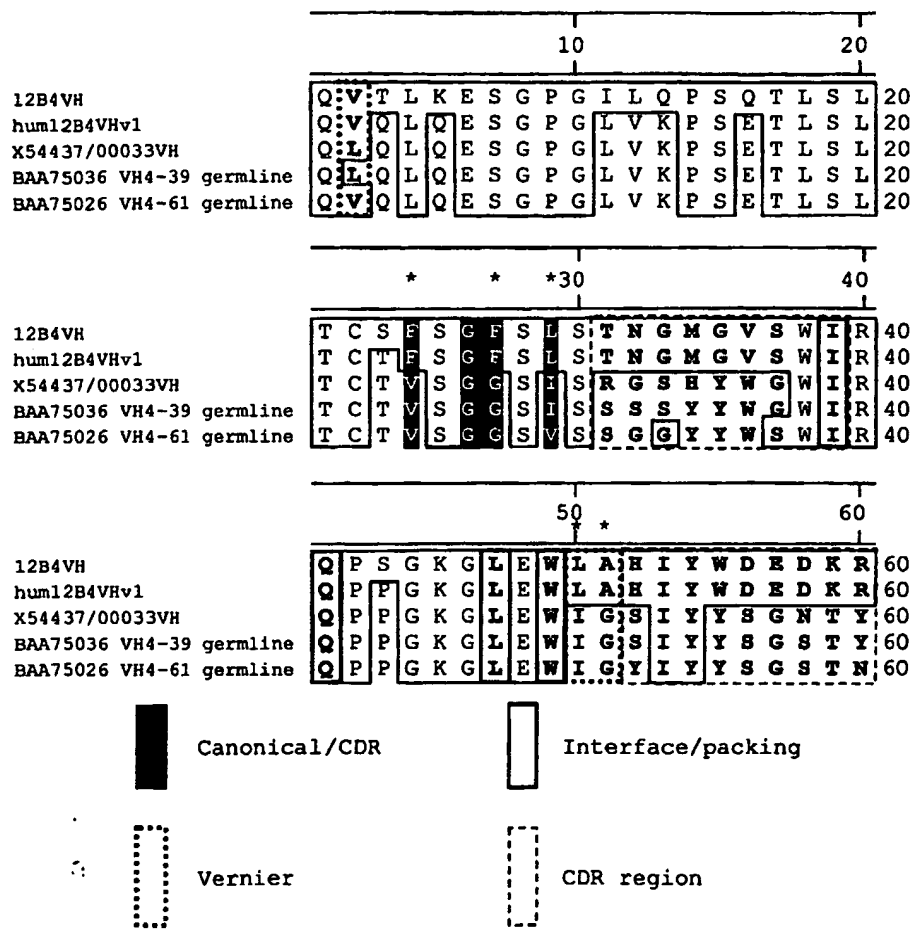 10 20
12B4VH Q V T L K E S G P G I L Q P S Q T L S L 20
hum12B4VHv1 Q V Q L Q E S G P G L V K P S E T L S L 20
X54437/00033VH Q L Q L Q E S G P G L V K P S E T L S L 20
BAA75036 VH4-39 germline Q L Q L Q E S G P G L V K P S E T L S L 20
BAA75026 VH4-61 germline Q V Q L Q E S G P G L V K P S E T L S L 20
* * * 30 40
12B4VH T C S F S G F S L S T N G M G V S W I R 40
hum12B4VHv1 T C T F S G F S L S T N G M G V S W I R 40
X54437/00033VH T C T V S G G S I S R G S H Y W G W I R 40
BAA75036 VH4-39 germline T C T V S G G S I S S S S Y Y W G W I R 40
BAA75026 VH4-61 germline T C T V S G G S V S S G G Y Y W S W I R 40
50 60
* *
12B4VH Q P S G K G L E W L A H I Y W D E D K R 60
hum12B4VHv1 Q P P G K G L E W L A H I Y W D E D K R 60
X54437/00033VH Q P P G K G L E W I G S I Y Y S G N T Y 60
BAA75036 VH4-39 germline Q P P G K G L E W I G S I Y Y S G S T Y 60
BAA75026 VH4-61 germline Q P P G K G L E W I G Y I Y Y S G S T N 60
Canonical/CDR Interface/packing
Vernier CDR region